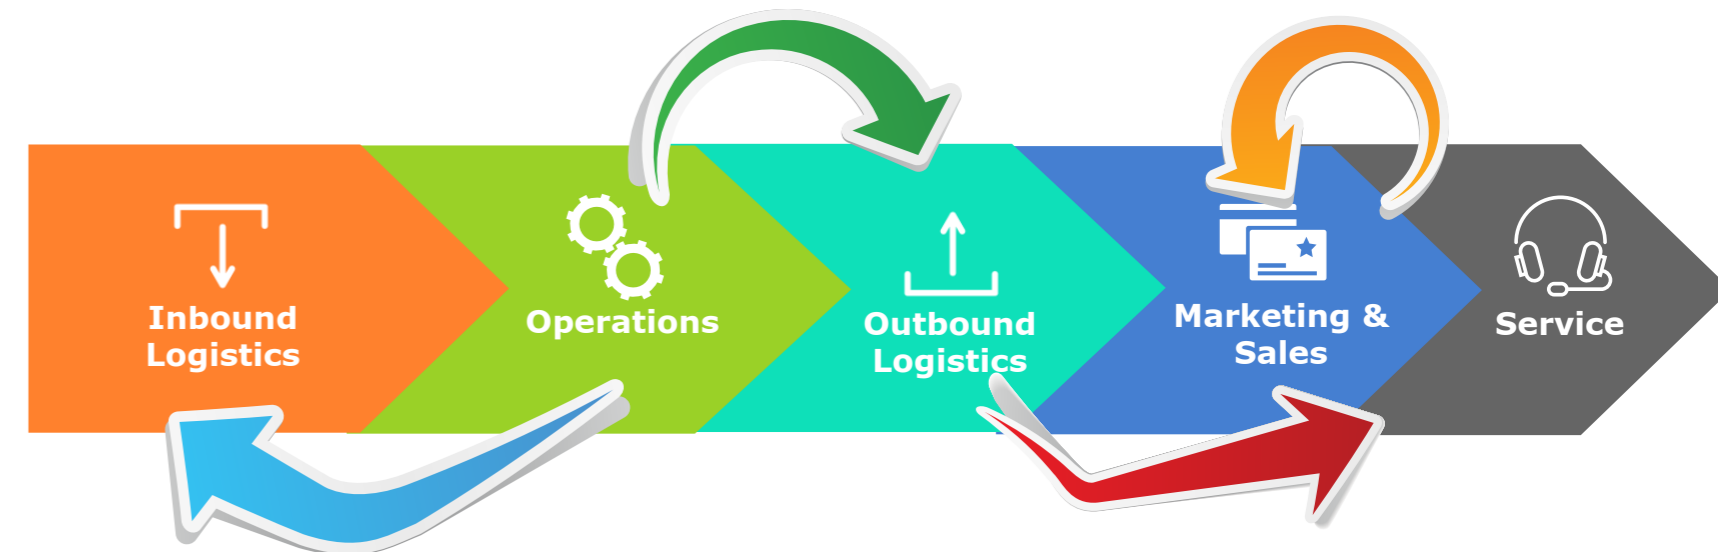 Inbound
Logistics
Operations
Outbound
Logistics
Marketing &
Sales
Service